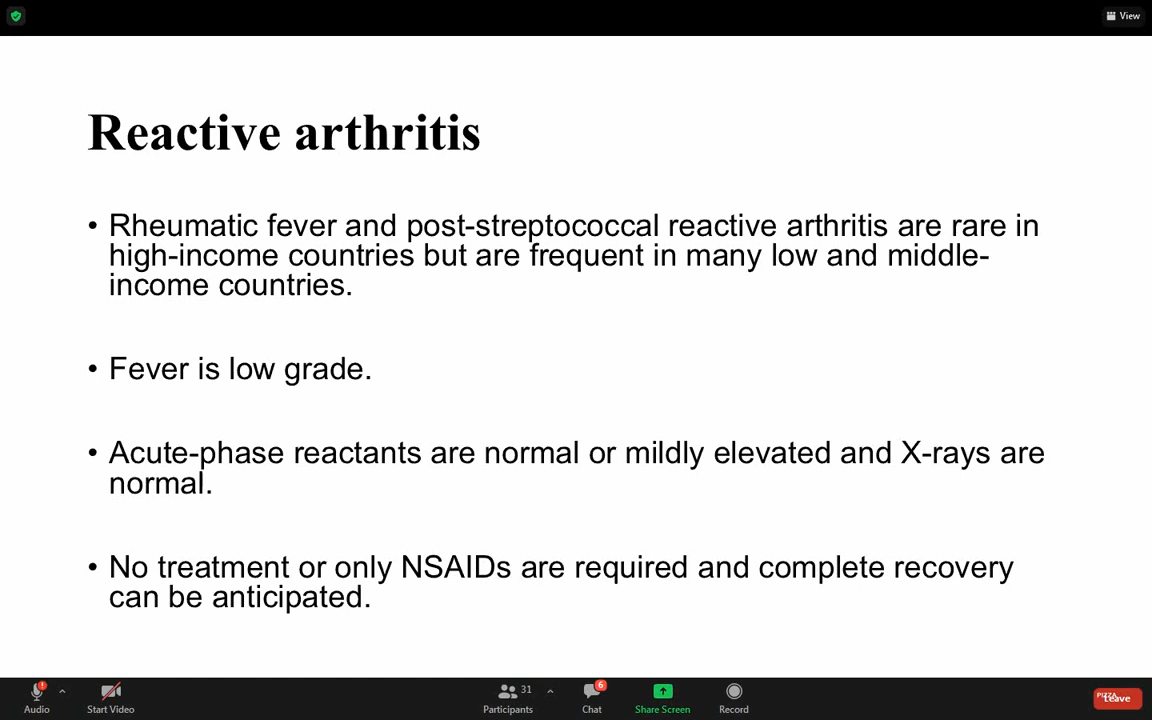 View
Reactive arthritis
• Rheumatic fever and post-streptococcal reactive arthritis are rare in
high-income countries but are frequent in many low and middle-
income countries.
• Fever is low grade.
• Acute-phase reactants are normal or mildly elevated and X-rays are
normal.
• No treatment or only NSAIDs are required and complete recovery
can be anticipated.
31
6
Audio
Start Video
Participants
Chat
Share Screen
Record
PIZZA
Leave